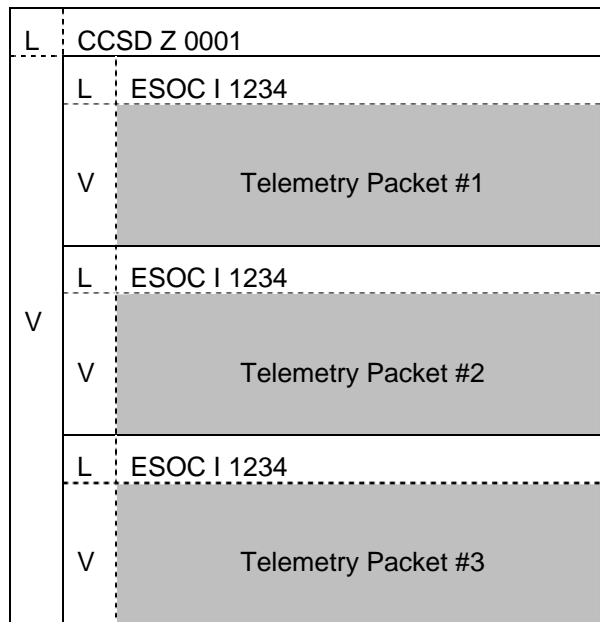 L CCSD Z 0001
L ESOC I 1234
V Telemetry Packet #1
L ESOC I 1234
V
V Telemetry Packet #2
L ESOC I 1234
V Telemetry Packet #3